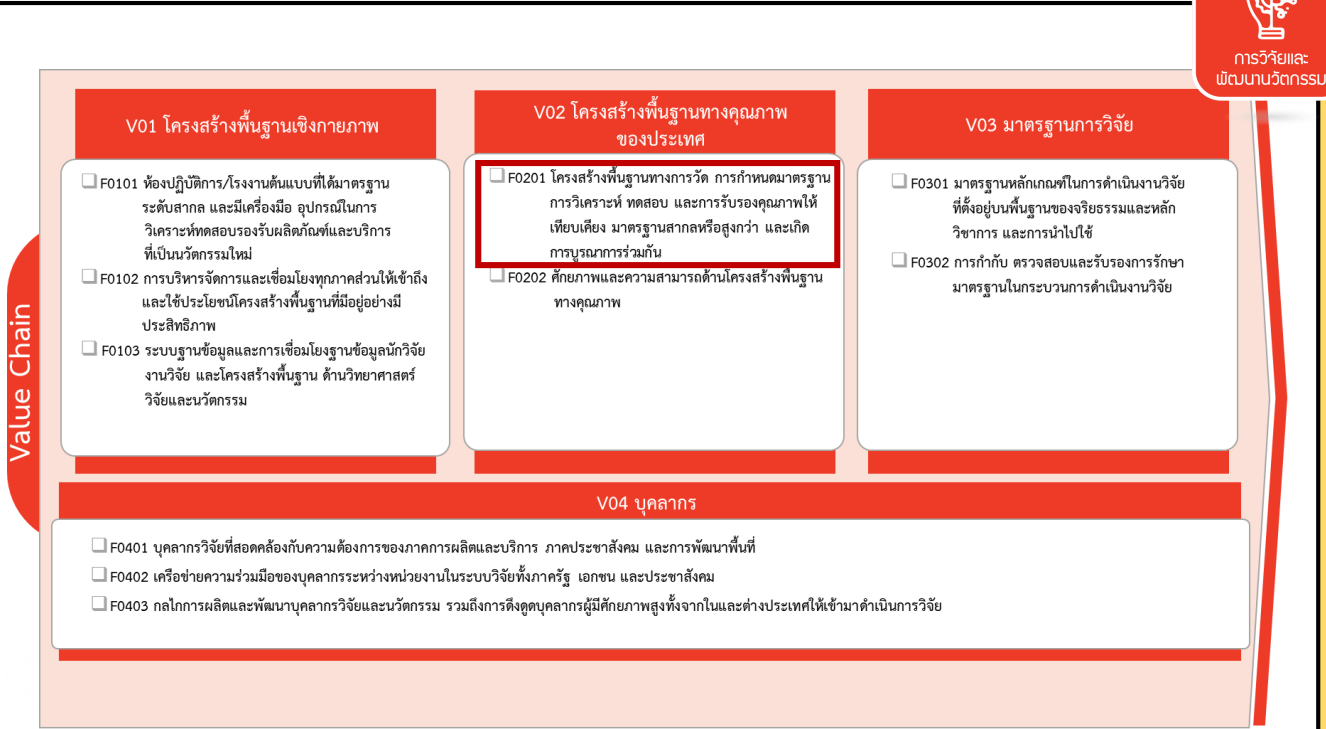 การวิจัยและ
พัฒนานวัตกรรม
Value Chain
V01 โครงสร้างพื้นฐานเชิงกายภาพ
F0101 ห้องปฏิบัติการ/โรงงานต้นแบบที่ได้มาตรฐาน
ระดับสากล และมีเครื่องมือ อุปกรณ์ในการ
วิเคราะห์ทดสอบรองรับผลิตภัณฑ์และบริการ
ที่เป็นนวัตกรรมใหม่
F0102 การบริหารจัดการและเชื่อมโยงทุกภาคส่วนให้เข้าถึง
และใช้ประโยชน์โครงสร้างพื้นฐานที่มีอยู่อย่างมี
ประสิทธิภาพ
F0103 ระบบฐานข้อมูลและการเชื่อมโยงฐานข้อมูลนักวิจัย
งานวิจัย และโครงสร้างพื้นฐาน ด้านวิทยาศาสตร์
วิจัยและนวัตกรรม
V02 โครงสร้างพื้นฐานทางคุณภาพ
ของประเทศ
F0201 โครงสร้างพื้นฐานทางการวัด การกำหนดมาตรฐาน
การวิเคราะห์ ทดสอบ และการรับรองคุณภาพให้
เทียบเคียง มาตรฐานสากลหรือสูงกว่า และเกิด
การบูรณาการร่วมกัน
F0202 ศักยภาพและความสามารถด้านโครงสร้างพื้นฐาน
ทางคุณภาพ
V03 มาตรฐานการวิจัย
F0301 มาตรฐานหลักเกณฑ์ในการดำเนินงานวิจัย
ที่ตั้งอยู่บนพื้นฐานของจริยธรรมและหลัก
วิชาการ และการนำไปใช้
F0302 การกำกับ ตรวจสอบและรับรองการรักษา
มาตรฐานในกระบวนการดำเนินงานวิจัย
V04 บุคลากร
F0401 บุคลากรวิจัยที่สอดคล้องกับความต้องการของภาคการผลิตและบริการ ภาคประชาสังคม และการพัฒนาพื้นที่
F0402 เครือข่ายความร่วมมือของบุคลากรระหว่างหน่วยงานในระบบวิจัยทั้งภาครัฐ เอกชน และประชาสังคม
F0403 กลไกการผลิตและพัฒนาบุคลากรวิจัยและนวัตกรรม รวมถึงการดึงดูดบุคลากรผู้มีศักยภาพสูงทั้งจากในและต่างประเทศให้เข้ามาดำเนินการวิจัย